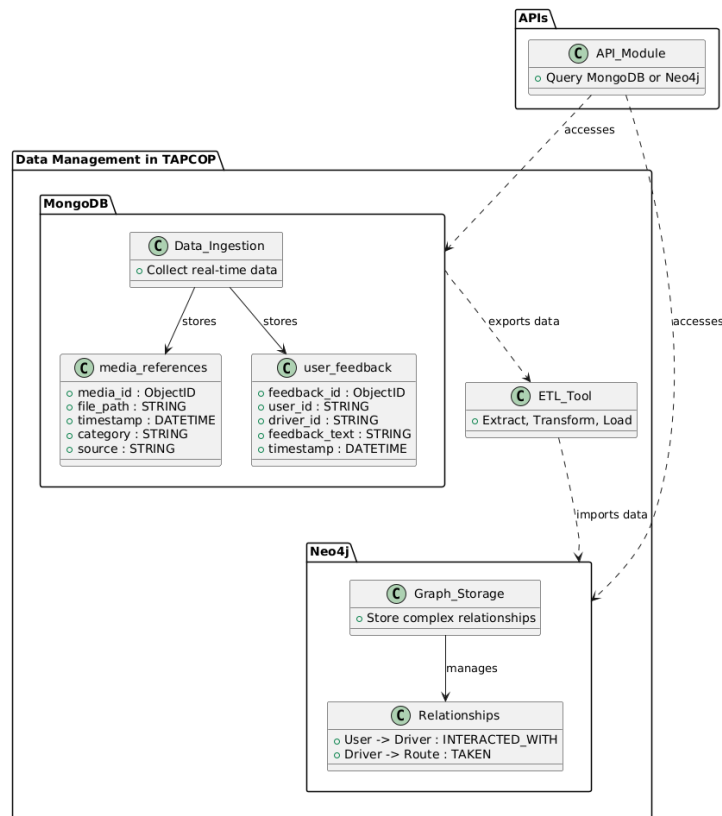 APIs
C API_Module
Query MongoDB or Neo4j
accesses
Data Management in TAPCOP
MongoDB
C Data_Ingestion
Collect real-time data
stores
stores
exports data
accesses
C media_references
media_id : ObjectID
file_path : STRING
timestamp : DATETIME
category : STRING
source : STRING
C user_feedback
feedback_id : ObjectID
user_id : STRING
driver_id : STRING
feedback_text : STRING
timestamp : DATETIME
C ETL_Tool
Extract, Transform, Load
imports data
Neo4j
C Graph_Storage
Store complex relationships
manages
C Relationships
User -> Driver : INTERACTED_WITH
Driver -> Route : TAKEN